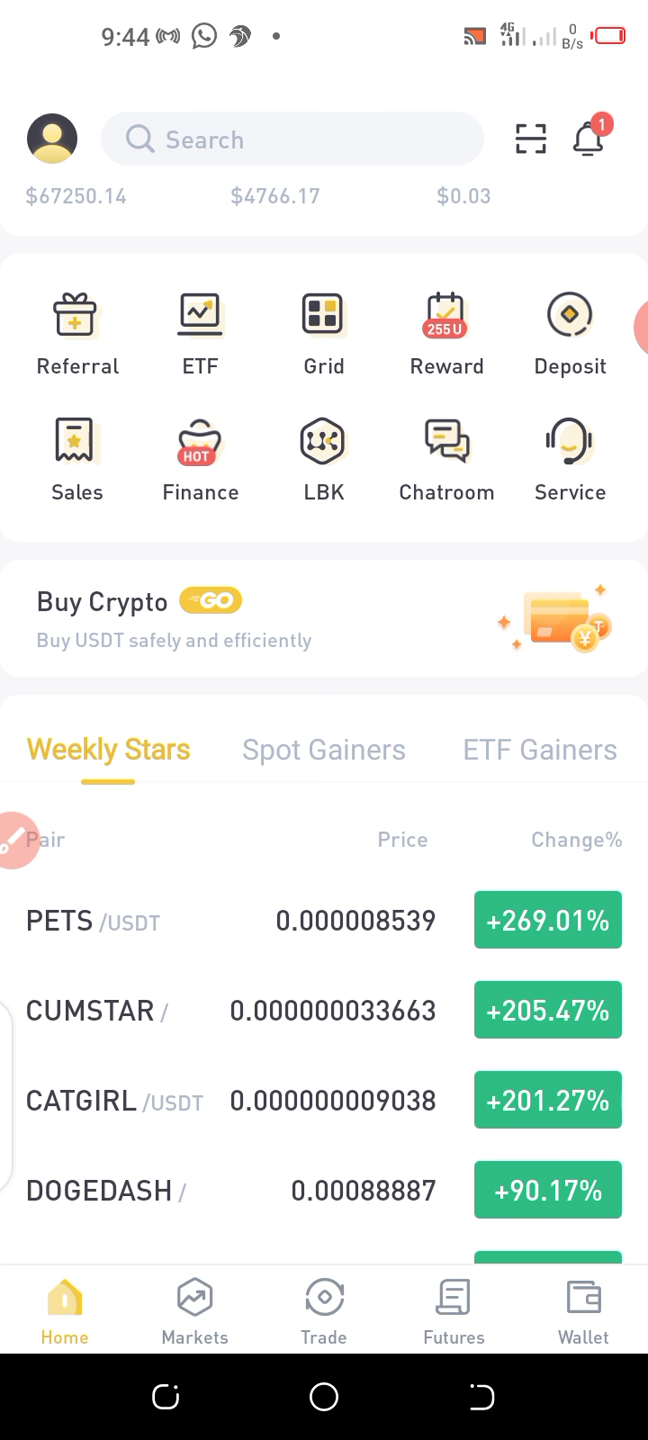 9:44
4G
0
B/s
1
Search
$67250.14 $4766.17 $0.03
255 U
Referral ETF Grid Reward Deposit
HOT
Sales Finance LBK Chatroom Service
Buy Crypto GO
Buy USDT safely and efficiently
Weekly Stars Spot Gainers ETF Gainers
Pair Price Change%
PETS /USDT 0.000008539 +269.01%
CUMSTAR / 0.000000033663 +205.47%
CATGIRL /USDT 0.000000009038 +201.27%
DOGEDASH / 0.00088887 +90.17%
Home Markets Trade Futures Wallet